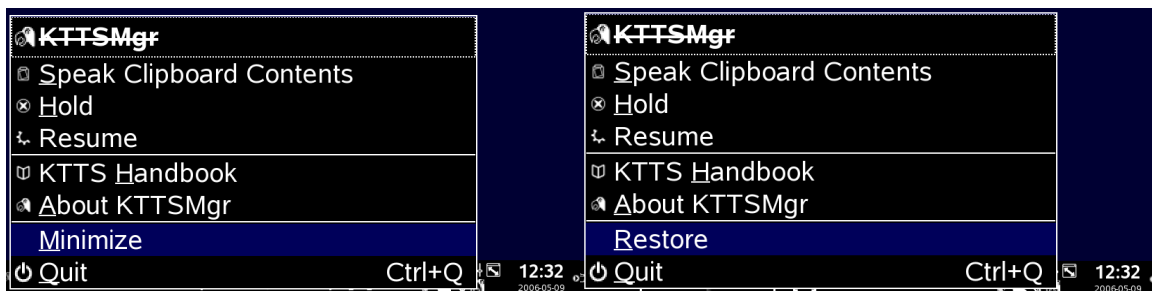 KTTSMgr
Speak Clipboard Contents
Hold
Resume
KTTS Handbook
About KTTSMgr
Minimize
Quit Ctrl+Q
12:32
2006-05-09
KTTSMgr
Speak Clipboard Contents
Hold
Resume
KTTS Handbook
About KTTSMgr
Restore
Quit Ctrl+Q
12:32
2006-05-09